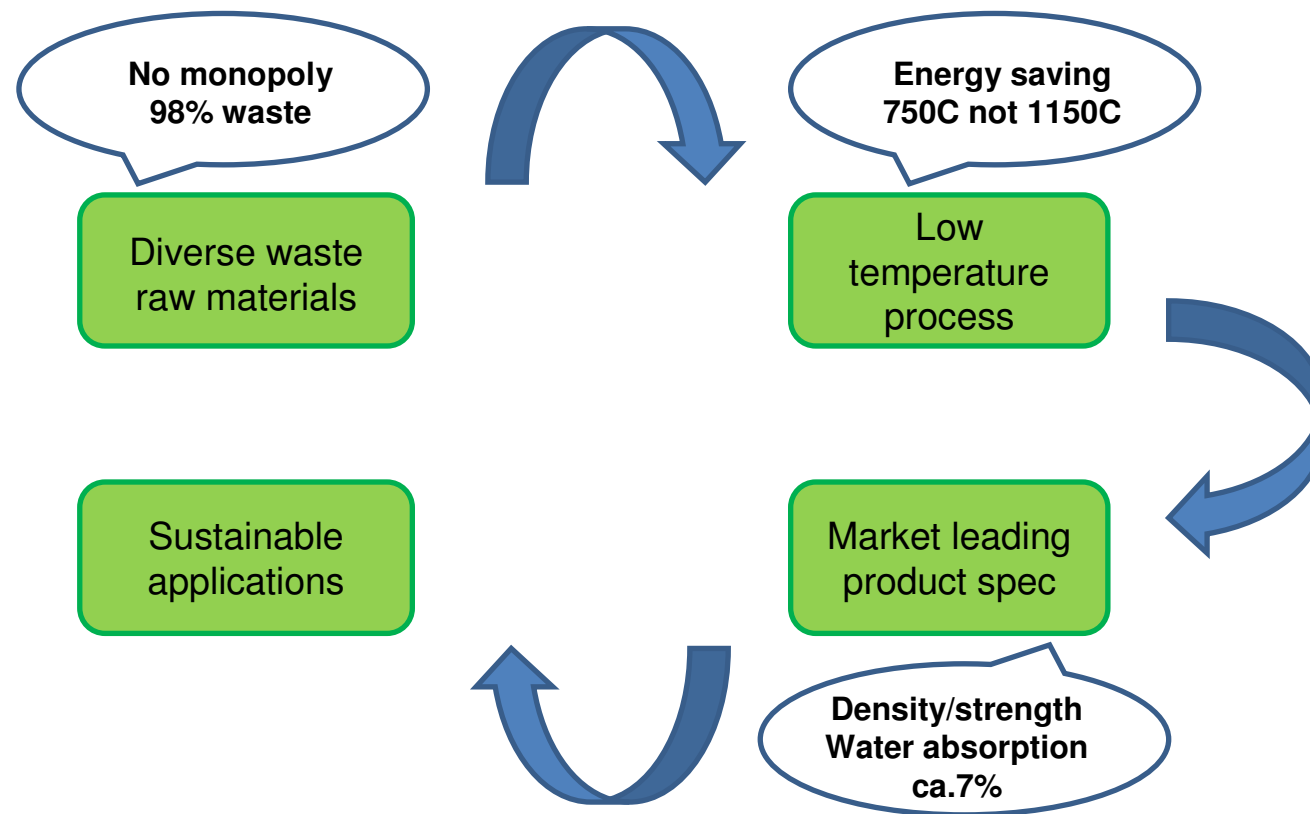 No monopoly
98% waste
Energy saving
750C not 1150C
Diverse waste
raw materials
Low
temperature
process
Sustainable
applications
Market leading
product spec
Density/strength
Water absorption
ca.7%